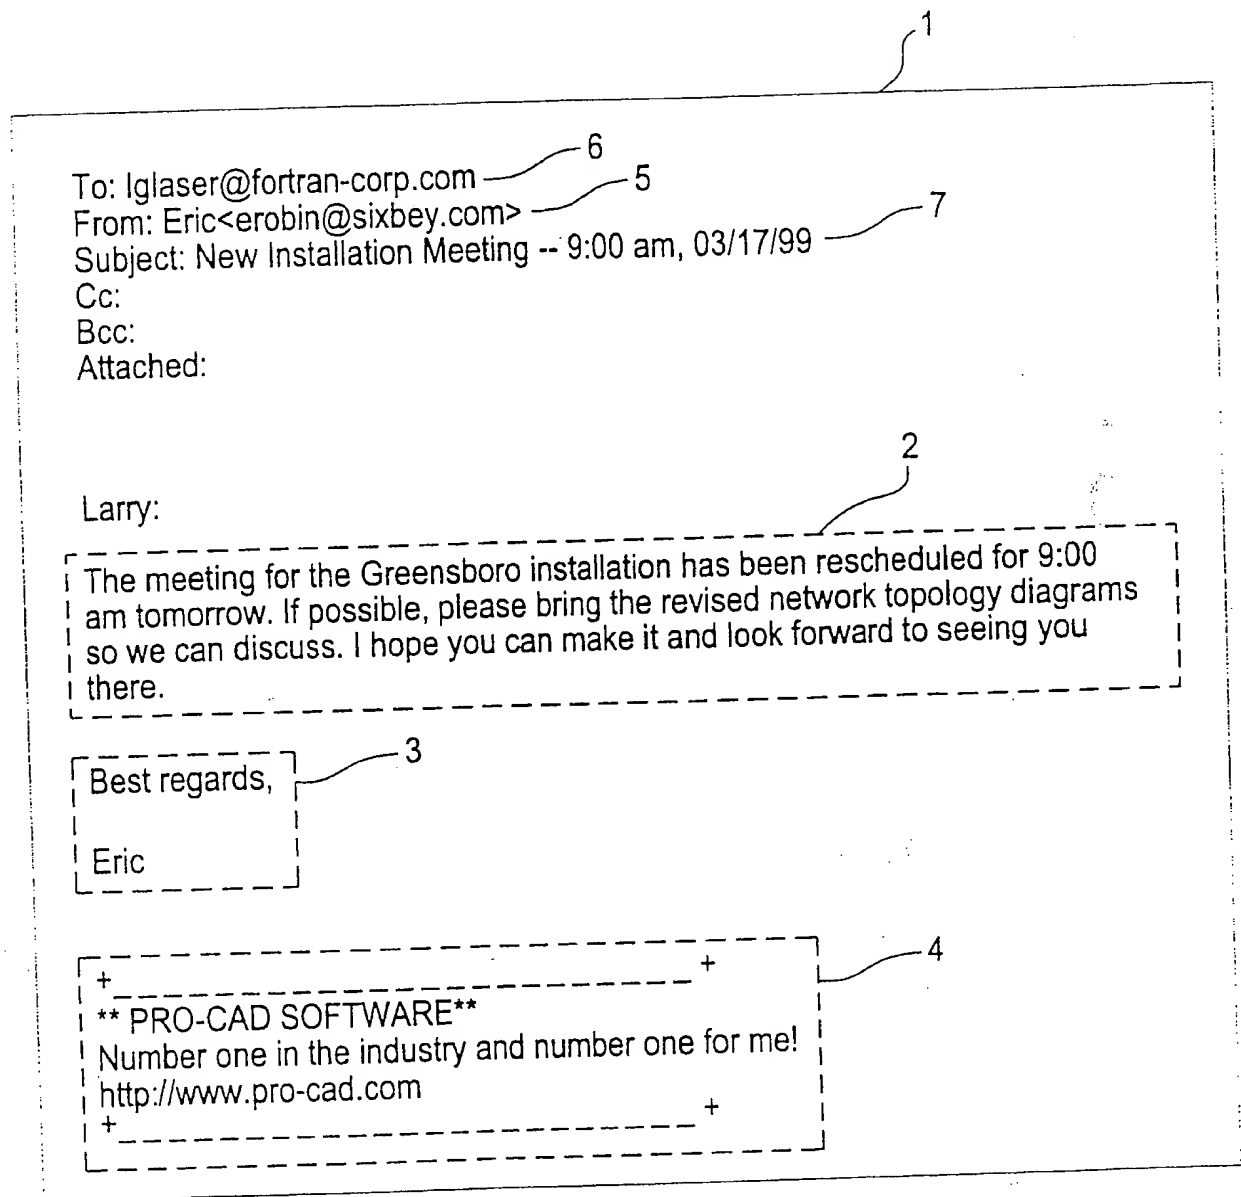 1
To: lglaser@fortran-corp.com 6
From: Eric<erobin@sixbey.com> 5
Subject: New Installation Meeting -- 9:00 am, 03/17/99 7
Cc:
Bcc:
Attached:
2
Larry:
The meeting for the Greensboro installation has been rescheduled for 9:00
am tomorrow. If possible, please bring the revised network topology diagrams
so we can discuss. I hope you can make it and look forward to seeing you
there.
3
Best regards,
Eric
4
+_________________________+
** PRO-CAD SOFTWARE**
Number one in the industry and number one for me!
http://www.pro-cad.com
+_________________________+